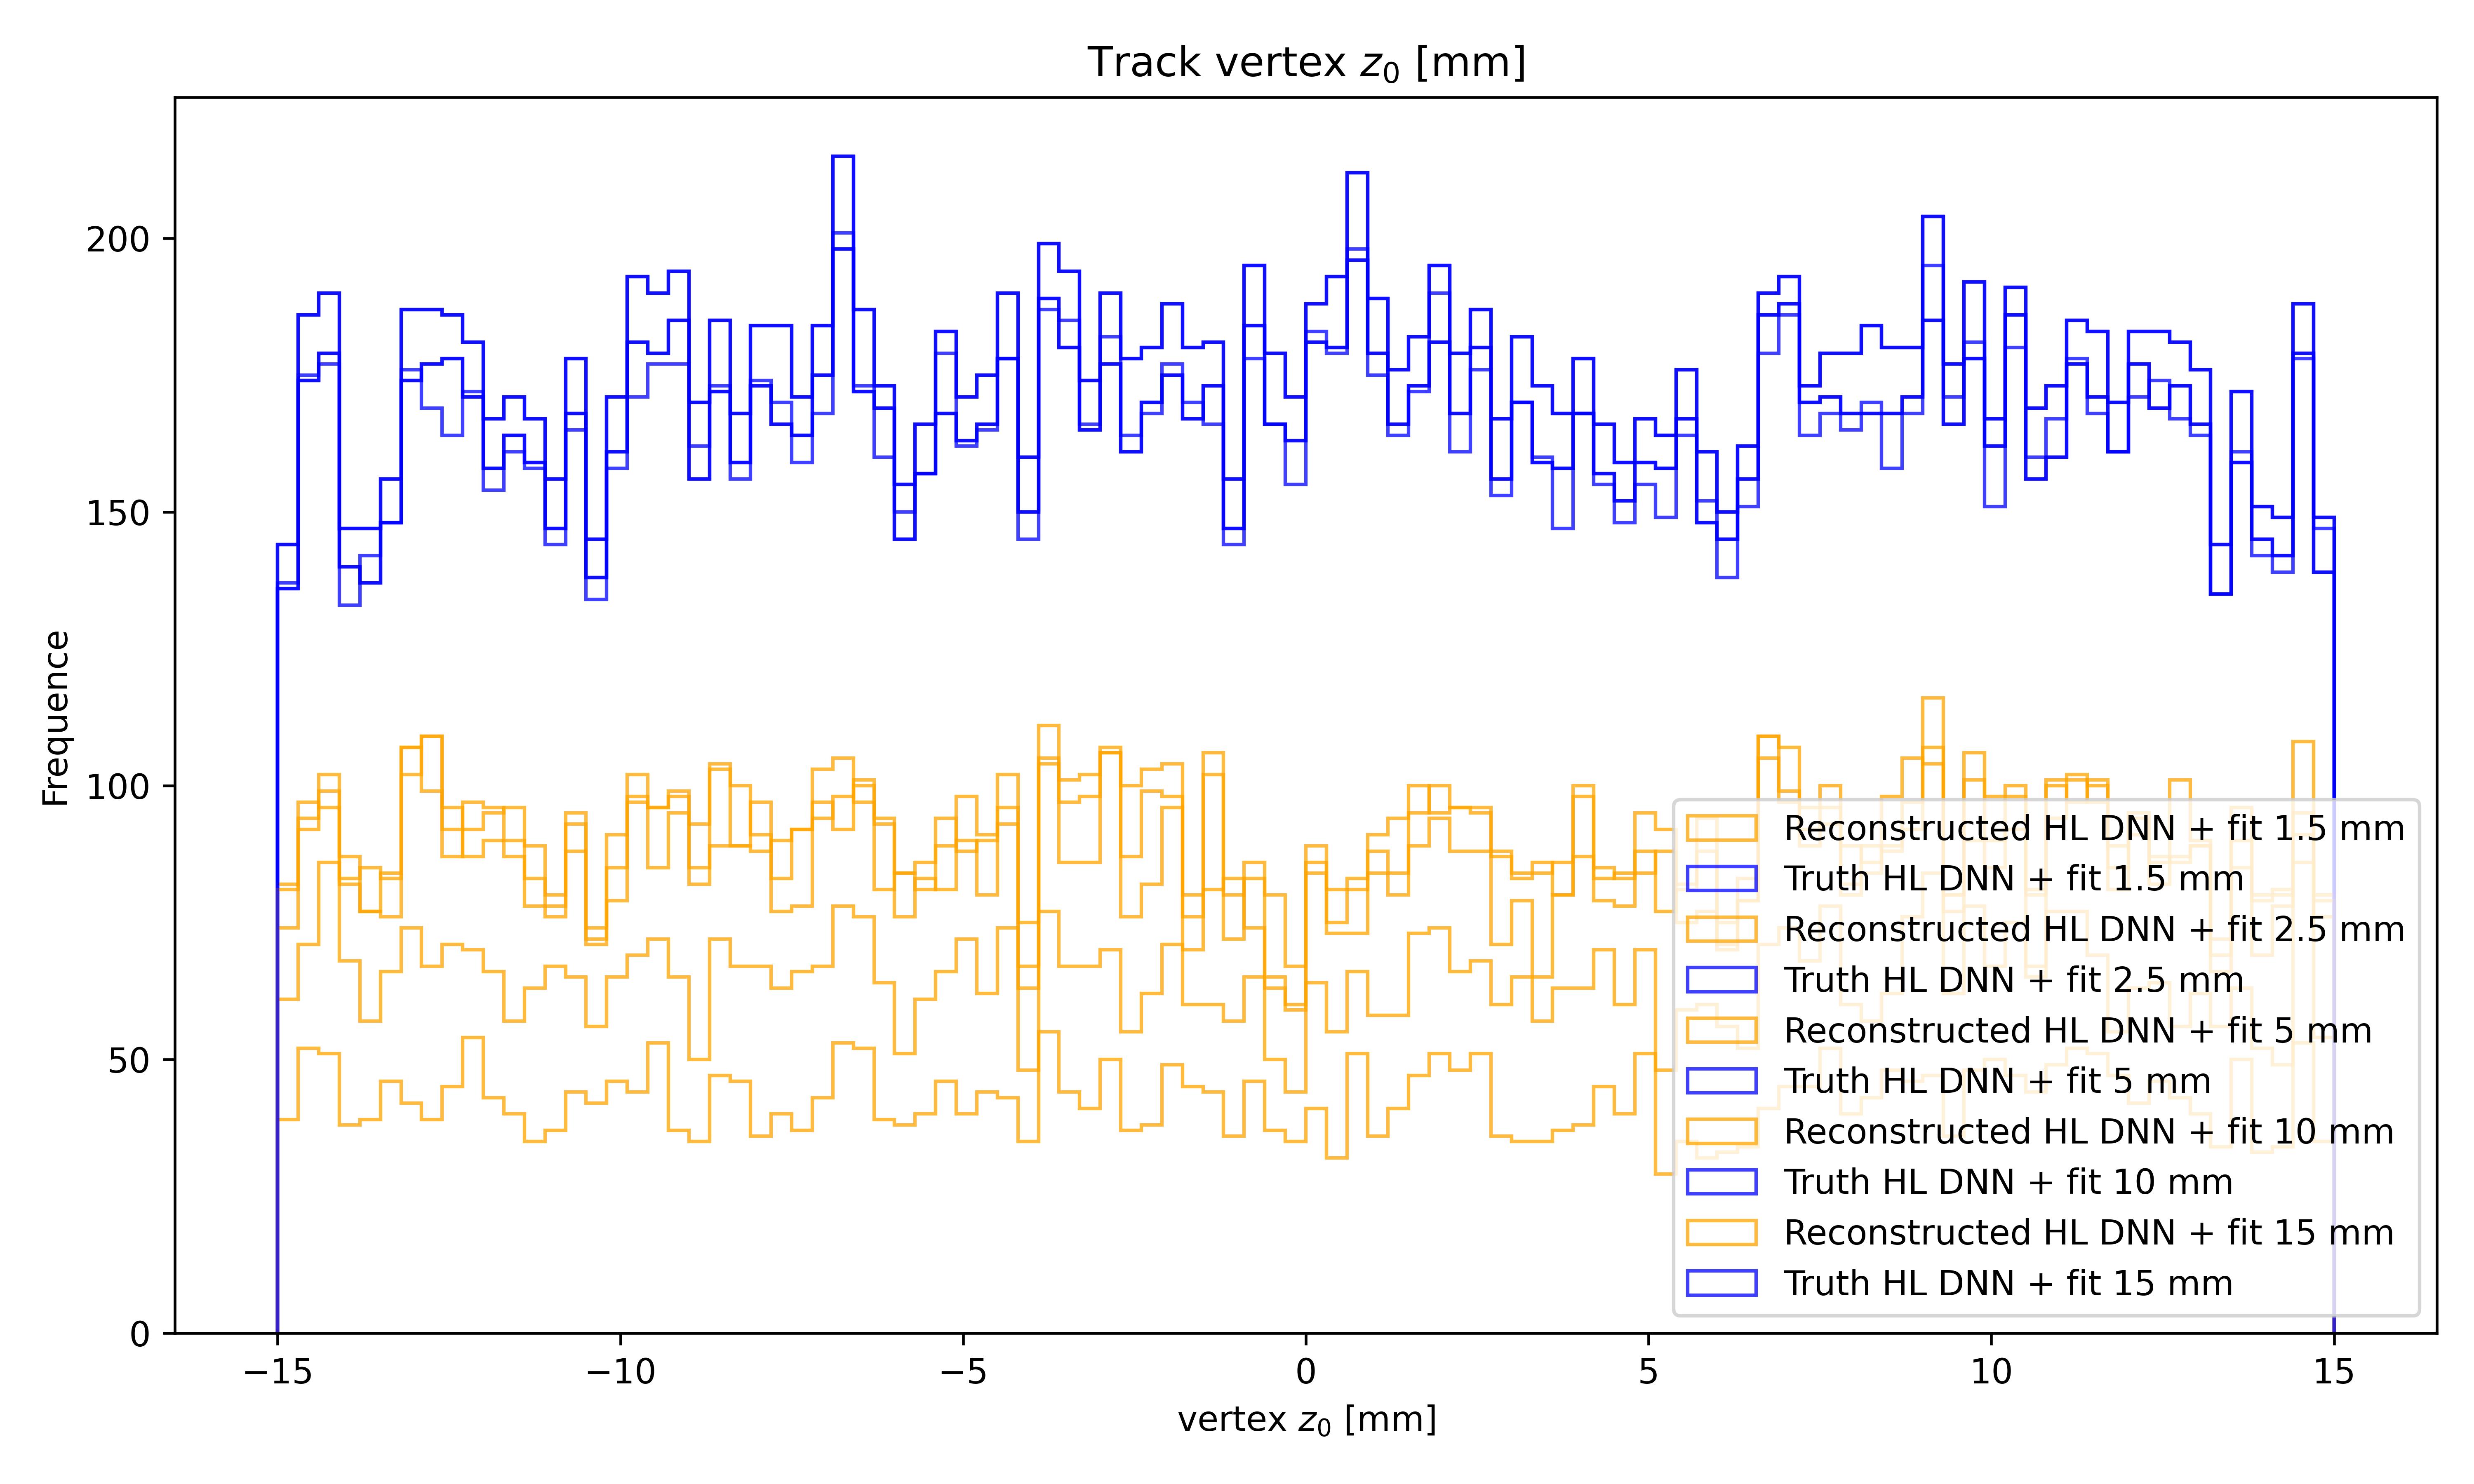 Track vertex z₀ [mm]
Frequence
200
150
100
50
0
Reconstructed HL DNN + fit 1.5 mm
Truth HL DNN + fit 1.5 mm
Reconstructed HL DNN + fit 2.5 mm
Truth HL DNN + fit 2.5 mm
Reconstructed HL DNN + fit 5 mm
Truth HL DNN + fit 5 mm
Reconstructed HL DNN + fit 10 mm
Truth HL DNN + fit 10 mm
Reconstructed HL DNN + fit 15 mm
Truth HL DNN + fit 15 mm
−15 −10 −5 0 5 10 15
vertex z₀ [mm]